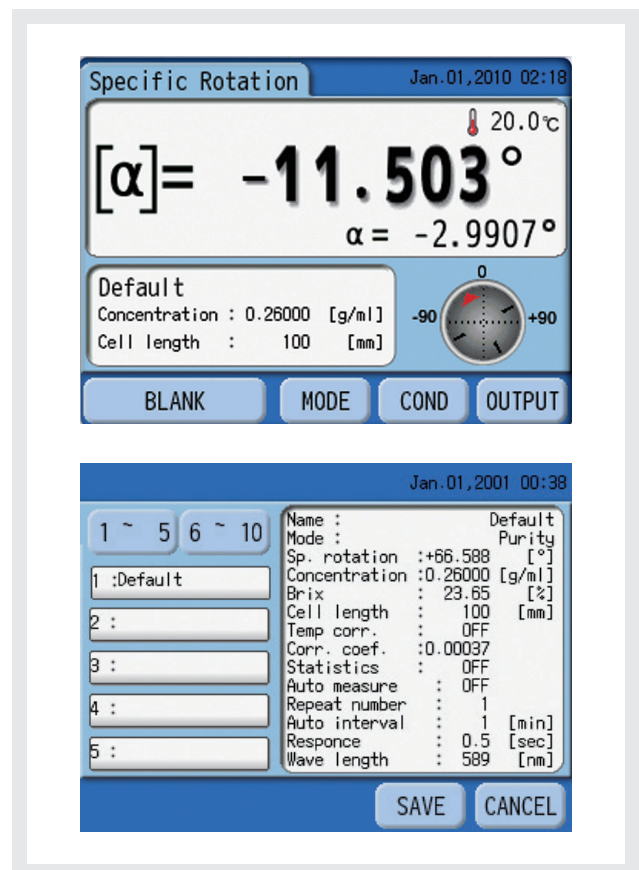 Specific Rotation Jan.01,2010 02:18
20.0℃
[α]= -11.503°
α = -2.9907°
Default
Concentration : 0.26000 [g/ml]
Cell length : 100 [mm]
0
-90 +90
BLANK MODE COND OUTPUT
Jan.01,2001 00:38
1 ~ 5 6 ~ 10
1 :Default
2 :
3 :
4 :
5 :
Name : Default
Mode : Purity
Sp. rotation :+66.588 [°]
Concentration :0.26000 [g/ml]
Brix : 23.65 [%]
Cell length : 100 [mm]
Temp corr. : OFF
Corr. coef. :0.00037
Statistics : OFF
Auto measure : OFF
Repeat number : 1
Auto interval : 1 [min]
Responce : 0.5 [sec]
Wave length : 589 [nm]
SAVE CANCEL